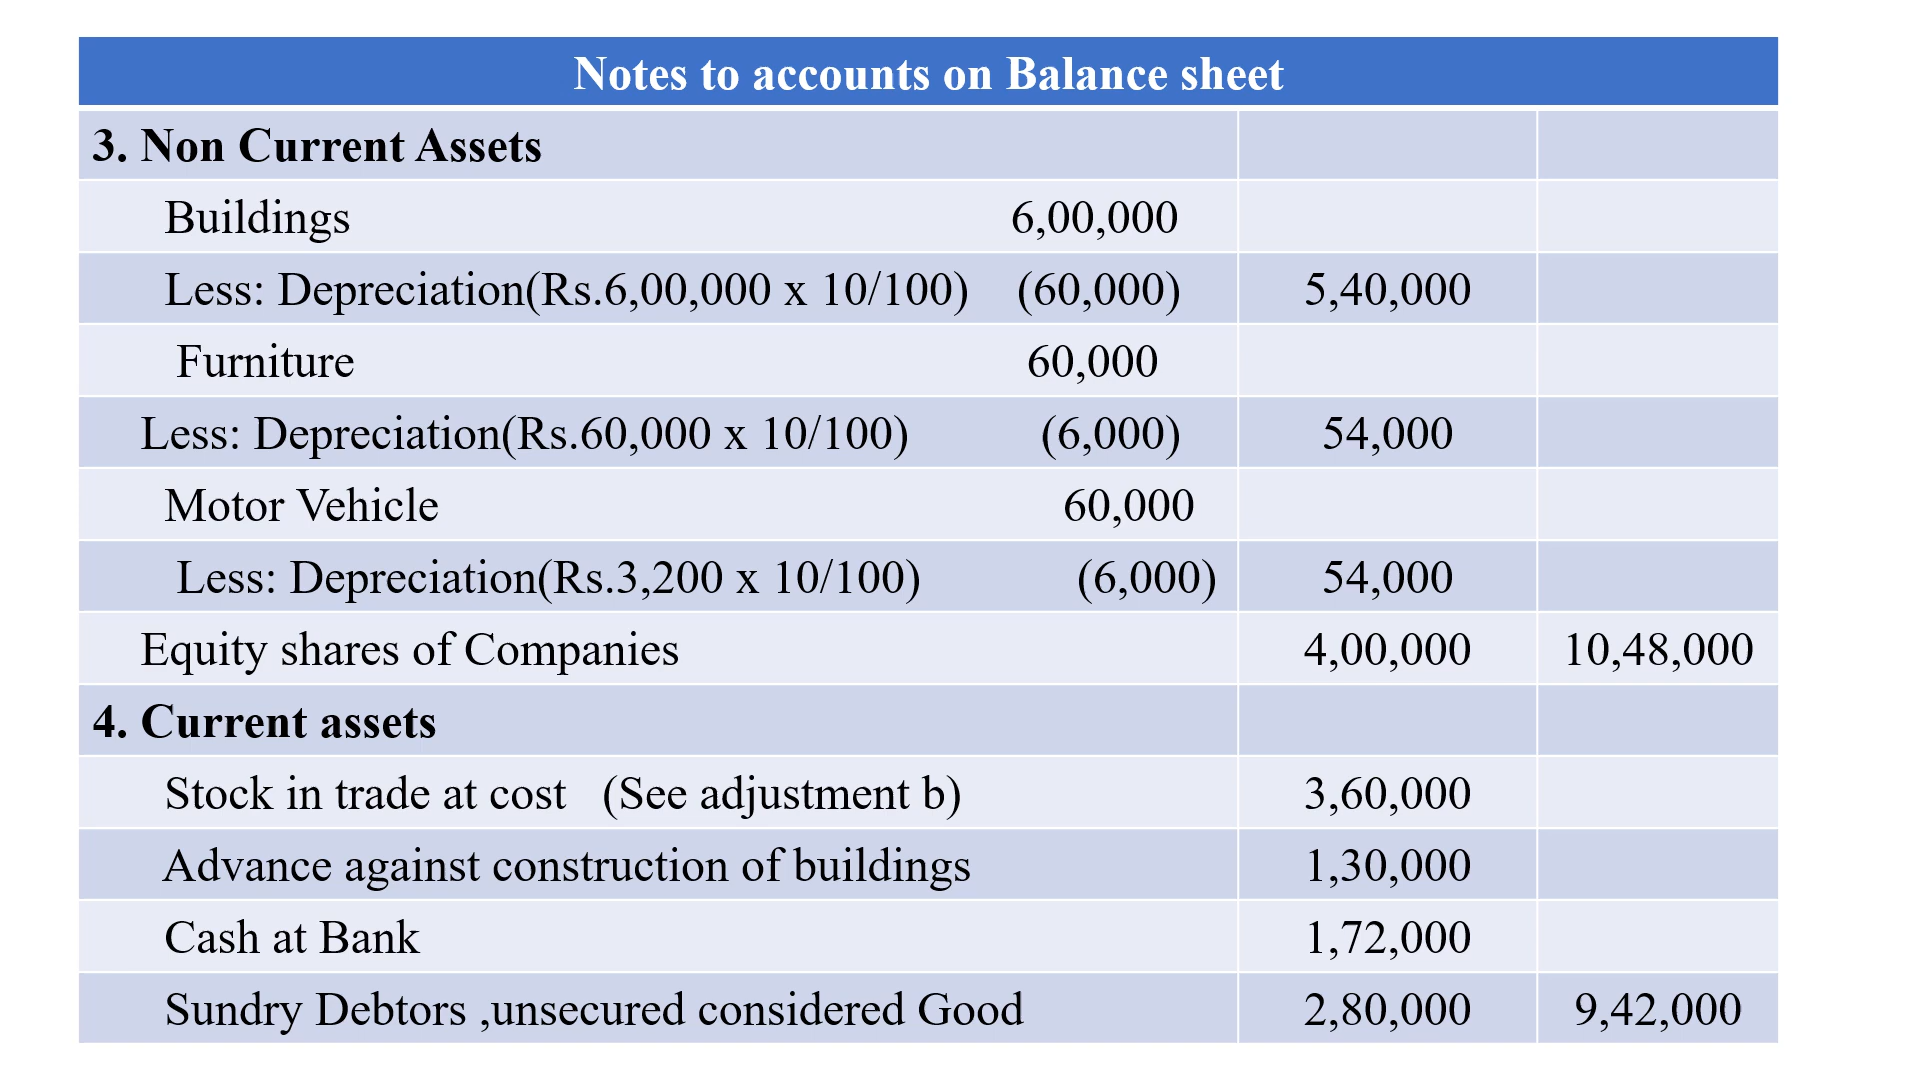 Notes to accounts on Balance sheet
3. Non Current Assets
Buildings 6,00,000
Less: Depreciation(Rs.6,00,000 x 10/100) (60,000) 5,40,000
Furniture 60,000
Less: Depreciation(Rs.60,000 x 10/100) (6,000) 54,000
Motor Vehicle 60,000
Less: Depreciation(Rs.3,200 x 10/100) (6,000) 54,000
Equity shares of Companies 4,00,000 10,48,000
4. Current assets
Stock in trade at cost (See adjustment b) 3,60,000
Advance against construction of buildings 1,30,000
Cash at Bank 1,72,000
Sundry Debtors ,unsecured considered Good 2,80,000 9,42,000